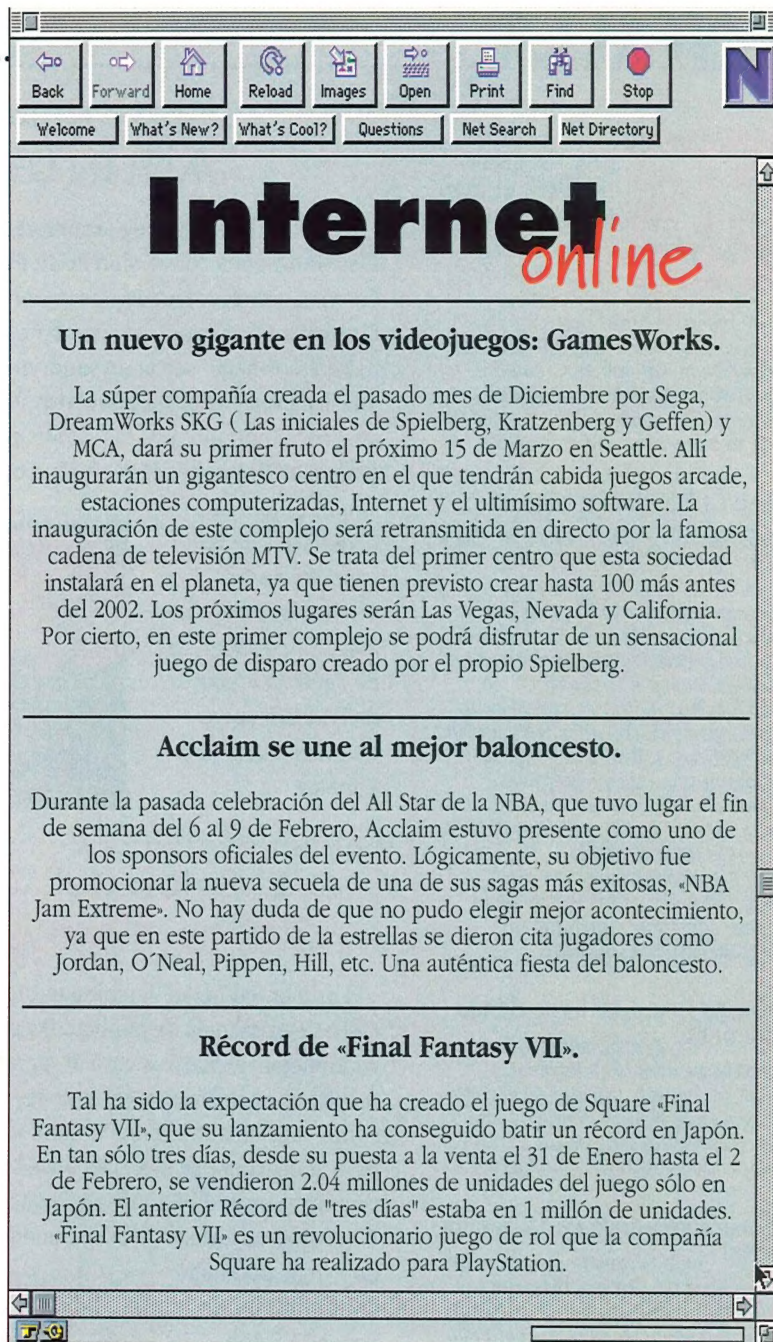 Back Forward Home Reload Images Open Print Find Stop N
Welcome What's New? What's Cool? Questions Net Search Net Directory
Internet
online
Un nuevo gigante en los videojuegos: GamesWorks.
La súper compañía creada el pasado mes de Diciembre por Sega,
DreamWorks SKG ( Las iniciales de Spielberg, Kratzenberg y Geffen) y
MCA, dará su primer fruto el próximo 15 de Marzo en Seattle. Allí
inaugurarán un gigantesco centro en el que tendrán cabida juegos arcade,
estaciones computerizadas, Internet y el ultimísimo software. La
inauguración de este complejo será retransmitida en directo por la famosa
cadena de televisión MTV. Se trata del primer centro que esta sociedad
instalará en el planeta, ya que tienen previsto crear hasta 100 más antes
del 2002. Los próximos lugares serán Las Vegas, Nevada y California.
Por cierto, en este primer complejo se podrá disfrutar de un sensacional
juego de disparo creado por el propio Spielberg.
Acclaim se une al mejor baloncesto.
Durante la pasada celebración del All Star de la NBA, que tuvo lugar el fin
de semana del 6 al 9 de Febrero, Acclaim estuvo presente como uno de
los sponsors oficiales del evento. Lógicamente, su objetivo fue
promocionar la nueva secuela de una de sus sagas más exitosas, «NBA
Jam Extreme». No hay duda de que no pudo elegir mejor acontecimiento,
ya que en este partido de la estrellas se dieron cita jugadores como
Jordan, O´Neal, Pippen, Hill, etc. Una auténtica fiesta del baloncesto.
Récord de «Final Fantasy VII».
Tal ha sido la expectación que ha creado el juego de Square «Final
Fantasy VII», que su lanzamiento ha conseguido batir un récord en Japón.
En tan sólo tres días, desde su puesta a la venta el 31 de Enero hasta el 2
de Febrero, se vendieron 2.04 millones de unidades del juego sólo en
Japón. El anterior Récord de "tres días" estaba en 1 millón de unidades.
«Final Fantasy VII» es un revolucionario juego de rol que la compañía
Square ha realizado para PlayStation.